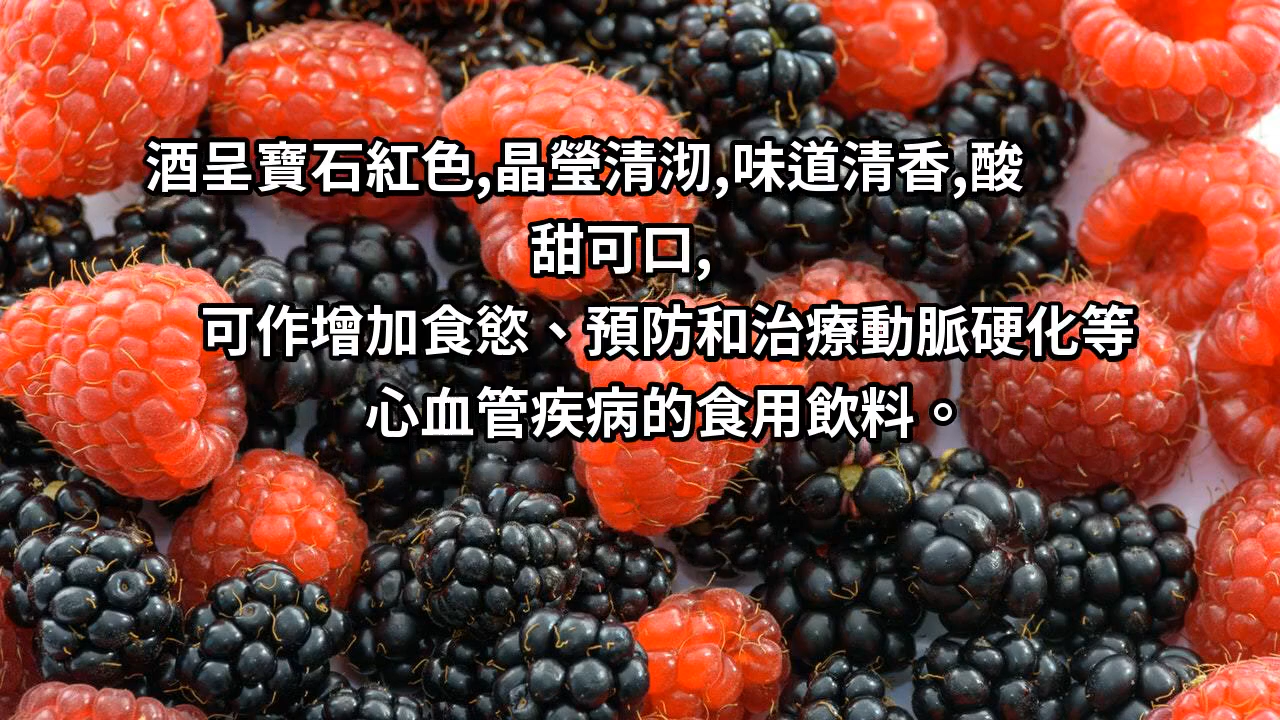 酒呈寶石紅色,晶瑩清沏,味道清香,酸
甜可口,
可作增加食慾、預防和治療動脈硬化等
心血管疾病的食用飲料。